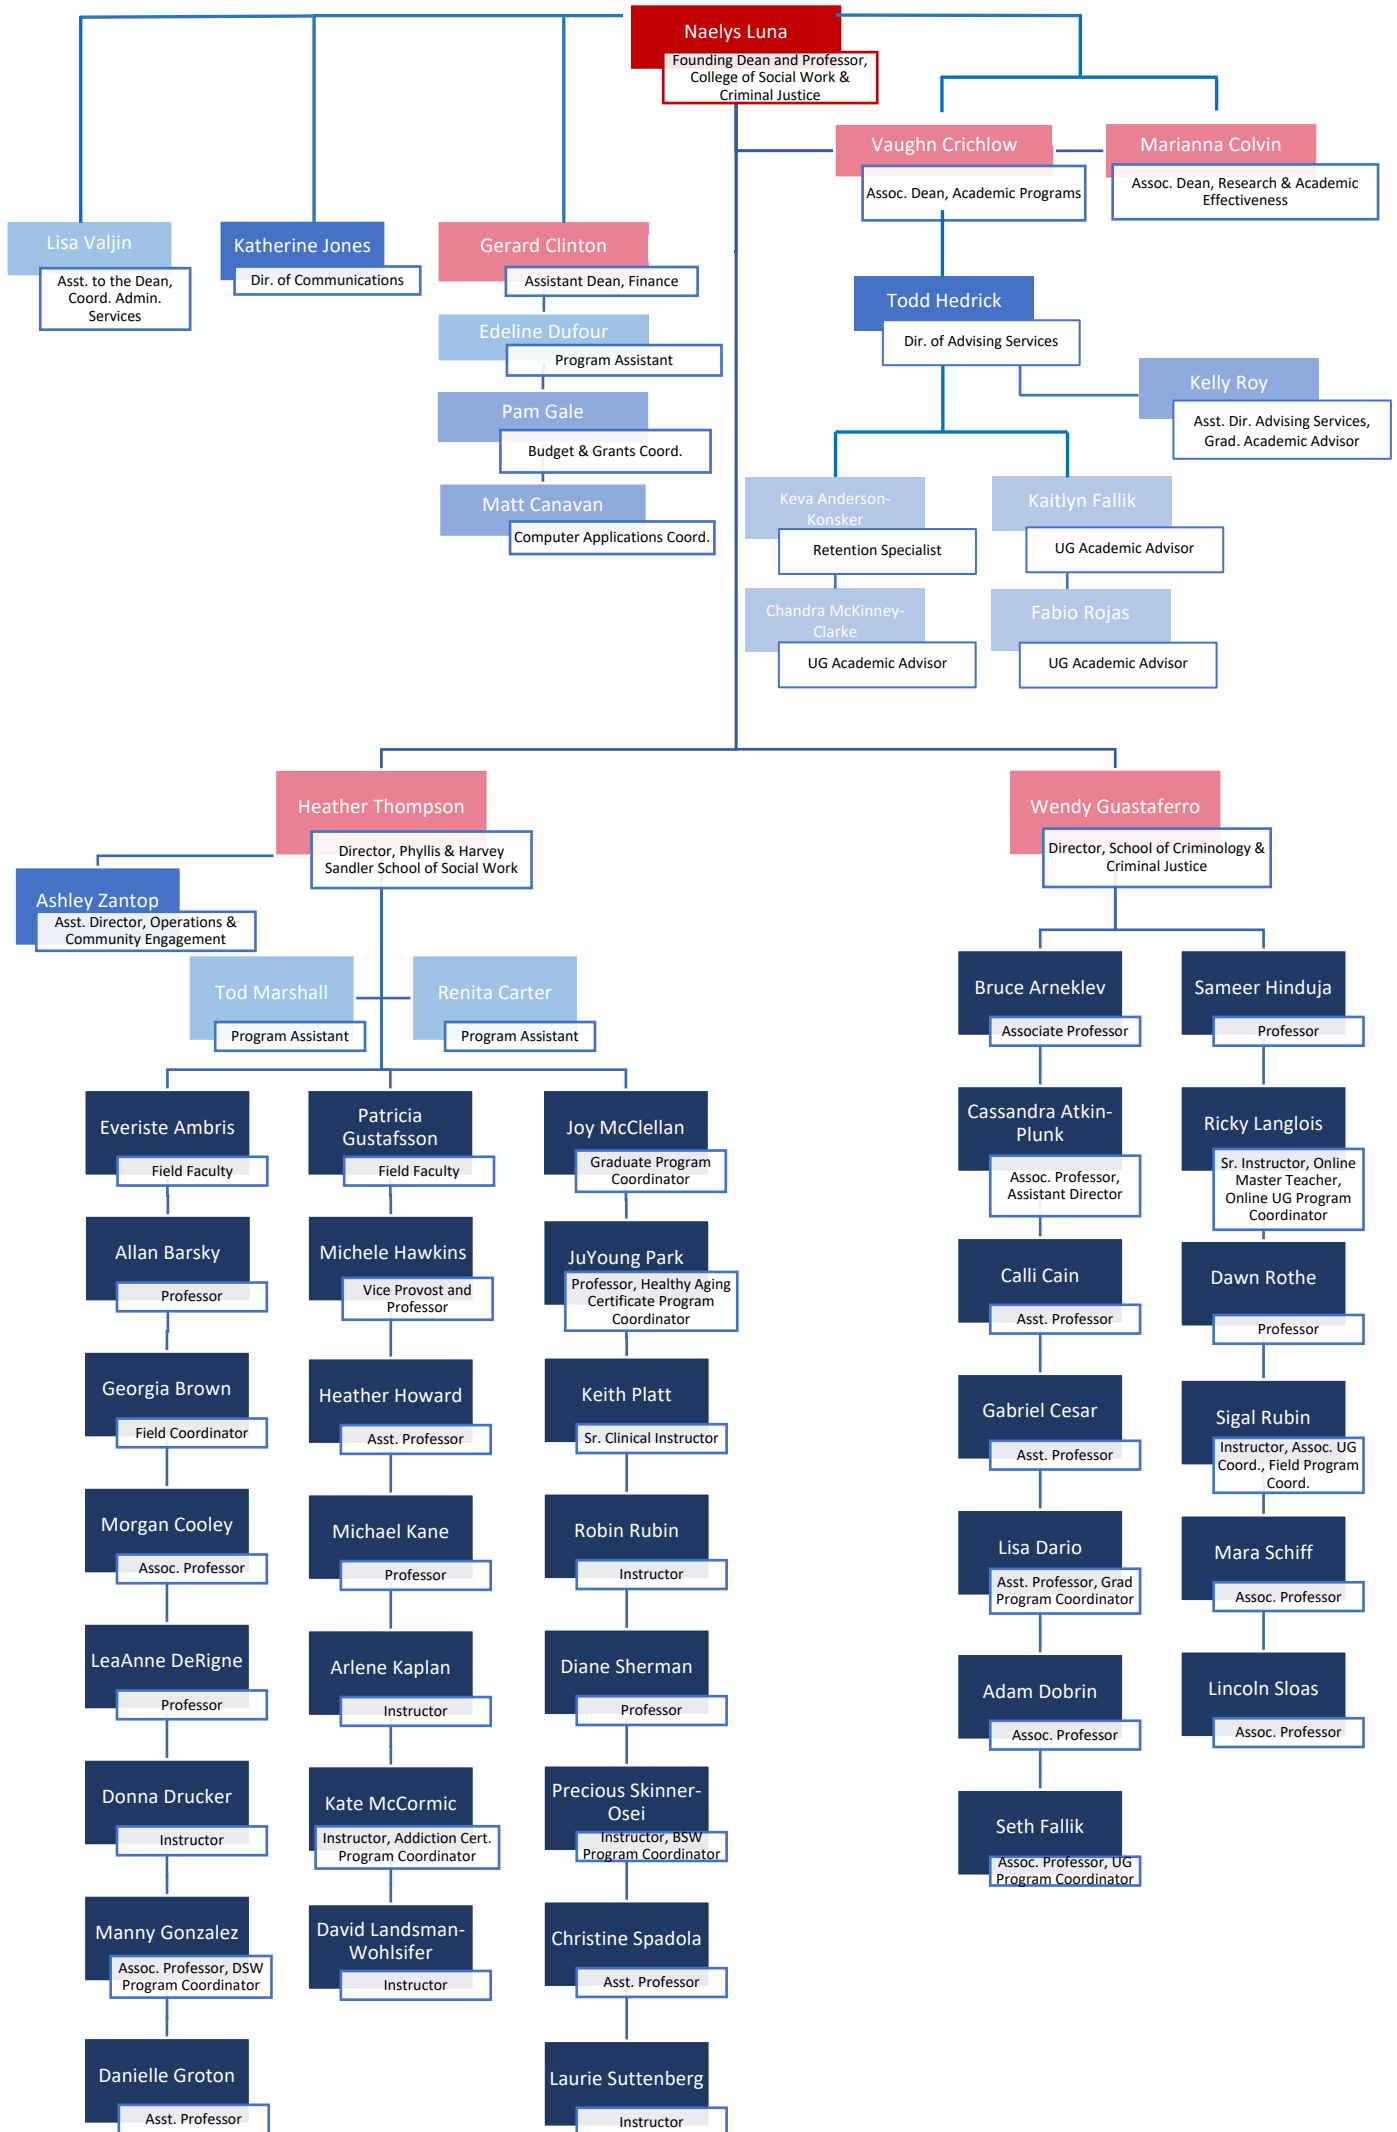 Naelys Luna
Founding Dean and Professor,
College of Social Work &
Criminal Justice
Vaughn Crichlow
Assoc. Dean, Academic Programs
Marianna Colvin
Assoc. Dean, Research & Academic
Effectiveness
Lisa Valjin
Asst. to the Dean,
Coord. Admin.
Services
Katherine Jones
Dir. of Communications
Gerard Clinton
Assistant Dean, Finance
Edeline Dufour
Program Assistant
Pam Gale
Budget & Grants Coord.
Matt Canavan
Computer Applications Coord.
Todd Hedrick
Dir. of Advising Services
Kelly Roy
Asst. Dir. Advising Services,
Grad. Academic Advisor
Keva Anderson-
Konsker
Retention Specialist
Kaitlyn Fallik
UG Academic Advisor
Chandra McKinney-
Clarke
UG Academic Advisor
Fabio Rojas
UG Academic Advisor
Heather Thompson
Director, Phyllis & Harvey
Sandler School of Social Work
Ashley Zantop
Asst. Director, Operations &
Community Engagement
Tod Marshall
Program Assistant
Renita Carter
Program Assistant
Everiste Ambris
Field Faculty
Allan Barsky
Professor
Georgia Brown
Field Coordinator
Morgan Cooley
Assoc. Professor
LeaAnne DeRigne
Professor
Donna Drucker
Instructor
Manny Gonzalez
Assoc. Professor, DSW
Program Coordinator
Danielle Groton
Asst. Professor
Patricia
Gustafsson
Field Faculty
Michele Hawkins
Vice Provost and
Professor
Heather Howard
Asst. Professor
Michael Kane
Professor
Arlene Kaplan
Instructor
Kate McCormic
Instructor, Addiction Cert.
Program Coordinator
David Landsman-
Wohlsifer
Instructor
Joy McClellan
Graduate Program
Coordinator
JuYoung Park
Professor, Healthy Aging
Certificate Program
Coordinator
Keith Platt
Sr. Clinical Instructor
Robin Rubin
Instructor
Diane Sherman
Professor
Precious Skinner-
Osei
Instructor, BSW
Program Coordinator
Christine Spadola
Asst. Professor
Laurie Suttenberg
Instructor
Wendy Guastaferro
Director, School of Criminology &
Criminal Justice
Bruce Arneklev
Associate Professor
Cassandra Atkin-
Plunk
Assoc. Professor,
Assistant Director
Calli Cain
Asst. Professor
Gabriel Cesar
Asst. Professor
Lisa Dario
Asst. Professor, Grad
Program Coordinator
Adam Dobrin
Assoc. Professor
Seth Fallik
Assoc. Professor, UG
Program Coordinator
Sameer Hinduja
Professor
Ricky Langlois
Sr. Instructor, Online
Master Teacher,
Online UG Program
Coordinator
Dawn Rothe
Professor
Sigal Rubin
Instructor, Assoc. UG
Coord., Field Program
Coord.
Mara Schiff
Assoc. Professor
Lincoln Sloas
Assoc. Professor